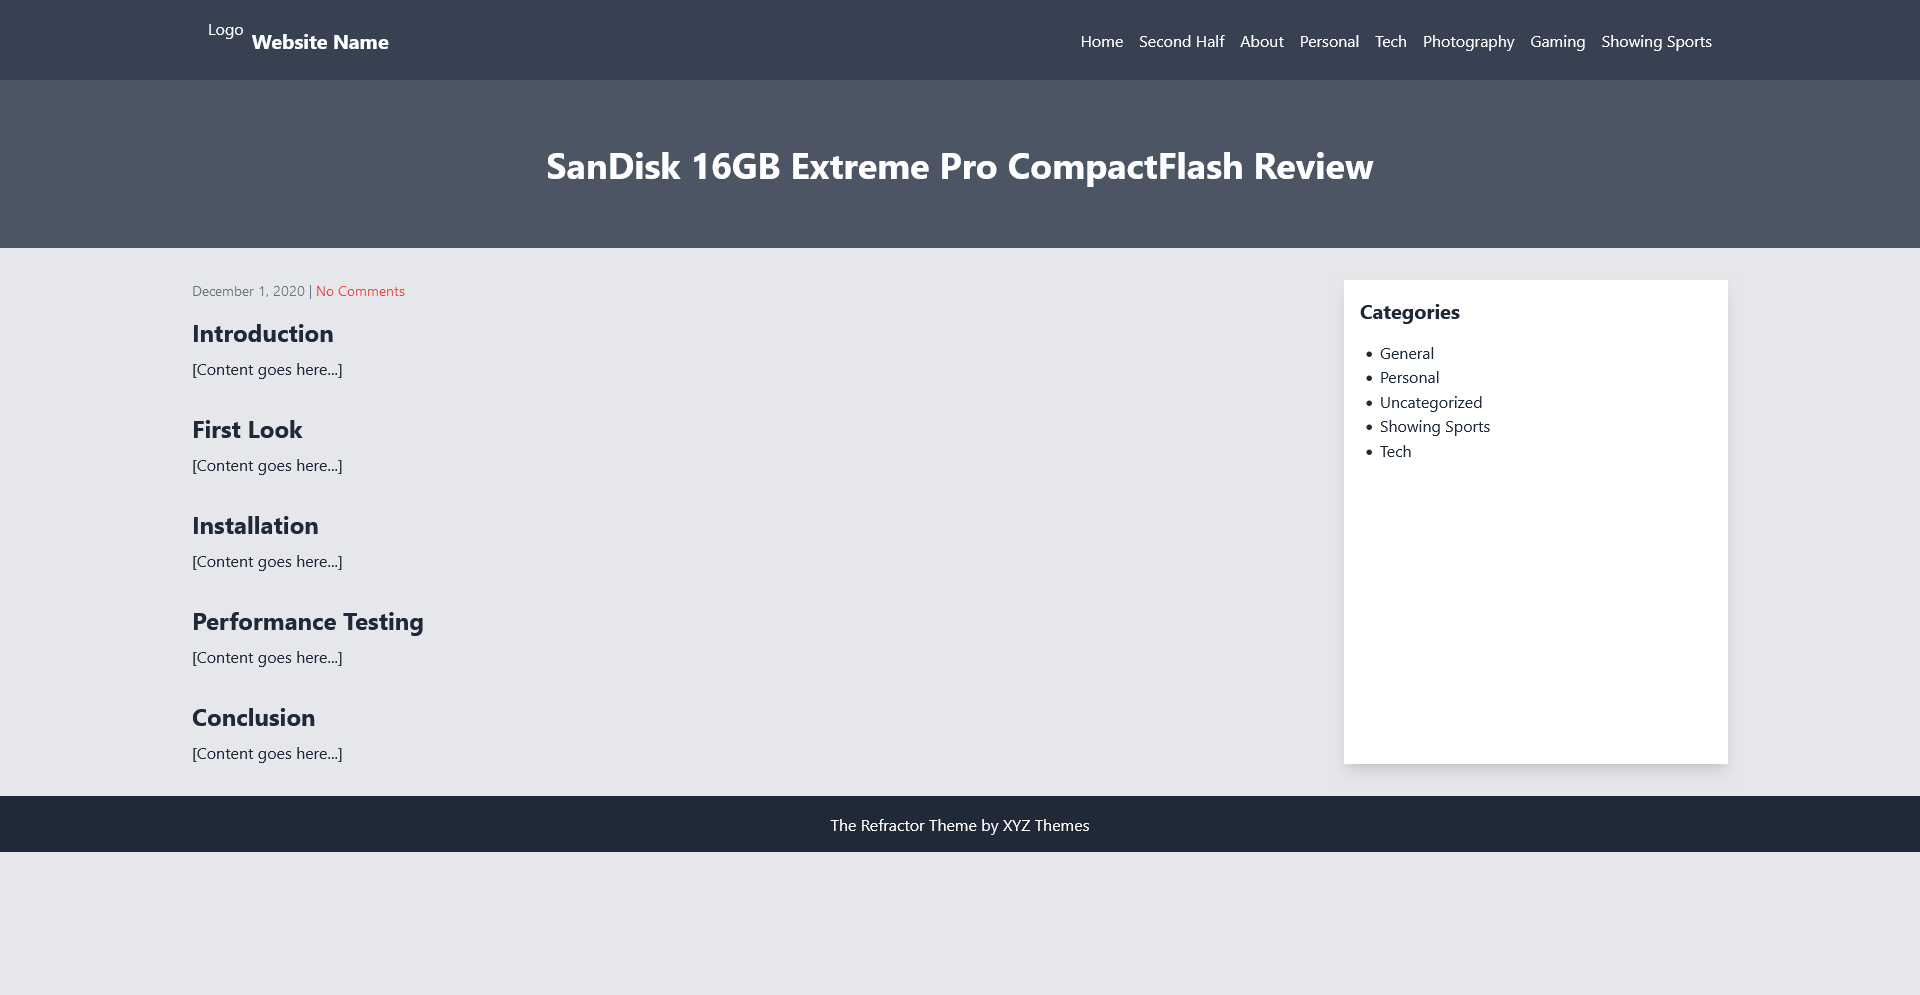 Logo
Website Name
Home Second Half About Personal Tech Photography Gaming Showing Sports
SanDisk 16GB Extreme Pro CompactFlash Review
December 1, 2020 | No Comments
Introduction
[Content goes here...]
First Look
[Content goes here...]
Installation
[Content goes here...]
Performance Testing
[Content goes here...]
Conclusion
[Content goes here...]
Categories
General
Personal
Uncategorized
Showing Sports
Tech
The Refractor Theme by XYZ Themes